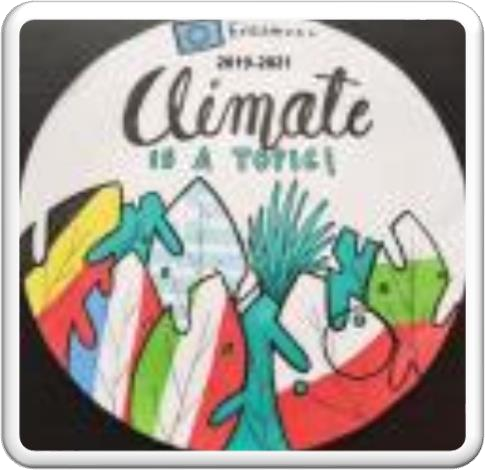 Erasmus+
2019-2021
Climate
IS A TOPIC!